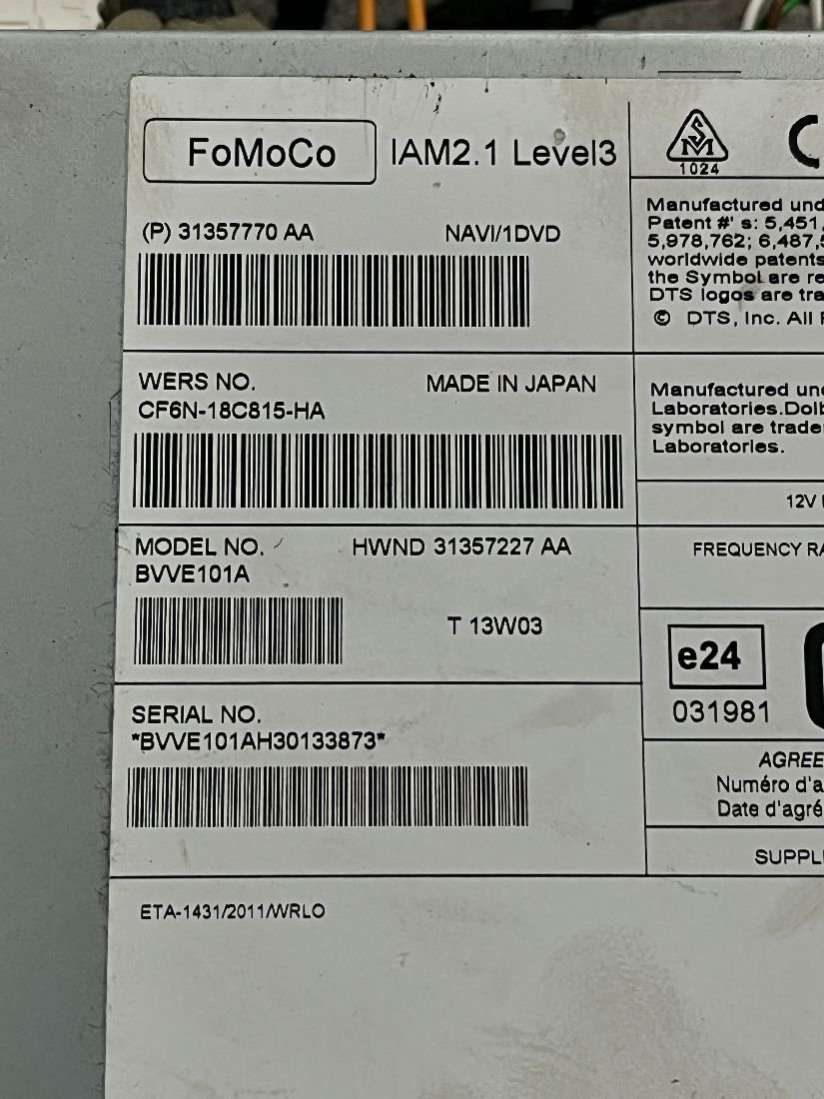 FoMoCo IAM2.1 Level3
(P) 31357770 AA NAVI/1DVD
WERS NO. MADE IN JAPAN
CF6N-18C815-HA
MODEL NO. HWND 31357227 AA
BVVE101A
T 13W03
SERIAL NO.
*BVVE101AH30133873*
ETA-1431/2011/WRLO
SM
1024
Manufactured und
Patent #' s: 5,451,
5,978,762; 6,487,5
worldwide patents
the Symbol are re
DTS logos are tra
© DTS, Inc. All
Manufactured und
Laboratories.Dolb
symbol are trade
Laboratories.
12V
FREQUENCY RA
e24
031981
AGREE
Numéro d'a
Date d'agré
SUPPL